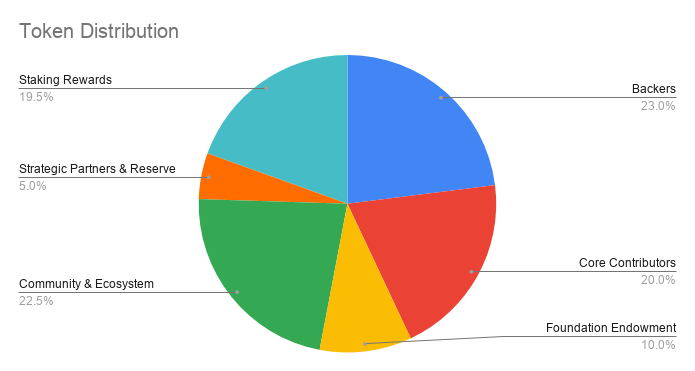 Token Distribution
Staking Rewards
19.5%
Backers
23.0%
Strategic Partners & Reserve
5.0%
Core Contributors
20.0%
Community & Ecosystem
22.5%
Foundation Endowment
10.0%